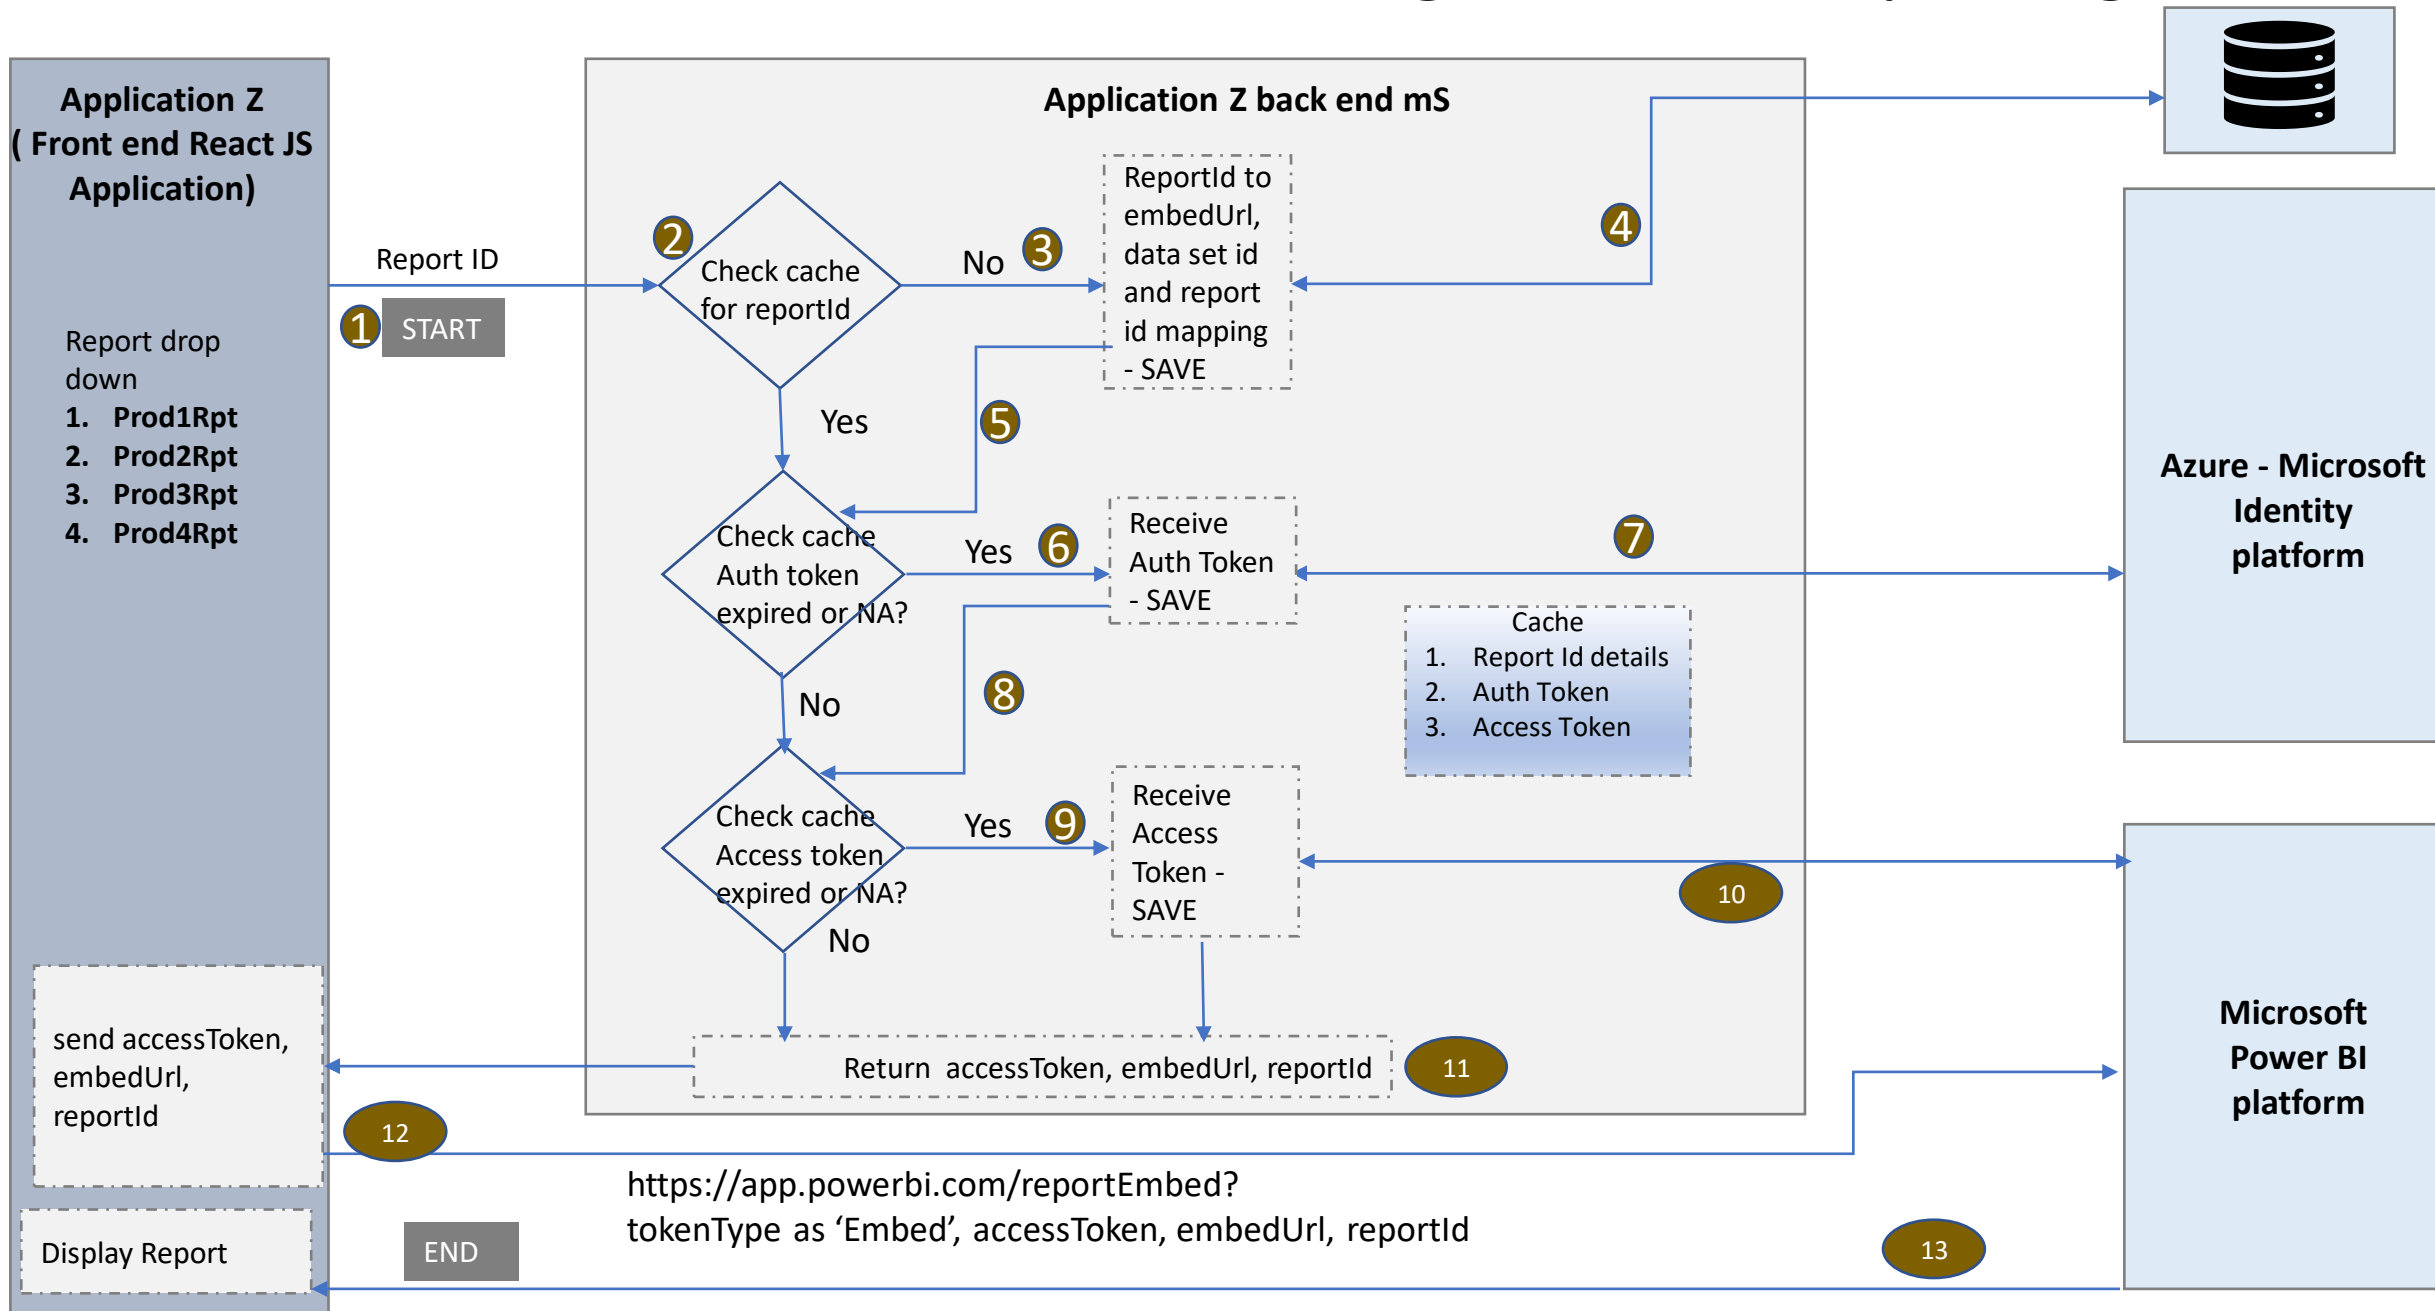 Application Z
( Front end React JS
Application)
Report drop
down
1. Prod1Rpt
2. Prod2Rpt
3. Prod3Rpt
4. Prod4Rpt
send accessToken,
embedUrl,
reportId
Display Report
Report ID
1
START
Application Z back end mS
2
Check cache
for reportId
No
3
ReportId to
embedUrl,
data set id
and report
id mapping
- SAVE
4
Yes
5
Check cache
Auth token
expired or NA?
Yes
6
Receive
Auth Token
- SAVE
7
No
8
Cache
1. Report Id details
2. Auth Token
3. Access Token
Check cache
Access token
expired or NA?
Yes
9
Receive
Access
Token -
SAVE
10
No
Return accessToken, embedUrl, reportId
11
12
https://app.powerbi.com/reportEmbed?
tokenType as ‘Embed’, accessToken, embedUrl, reportId
END
13
Azure - Microsoft
Identity
platform
Microsoft
Power BI
platform